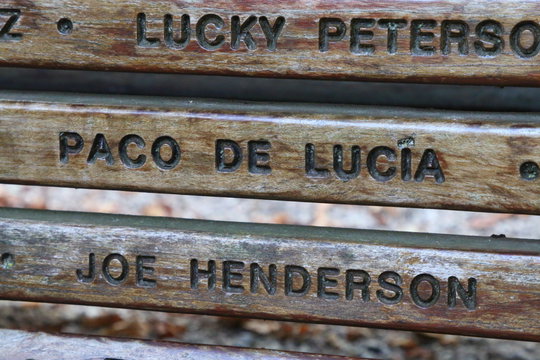 Z • LUCKY PETERSO
PACO DE LUCÍA •
• JOE HENDERSON